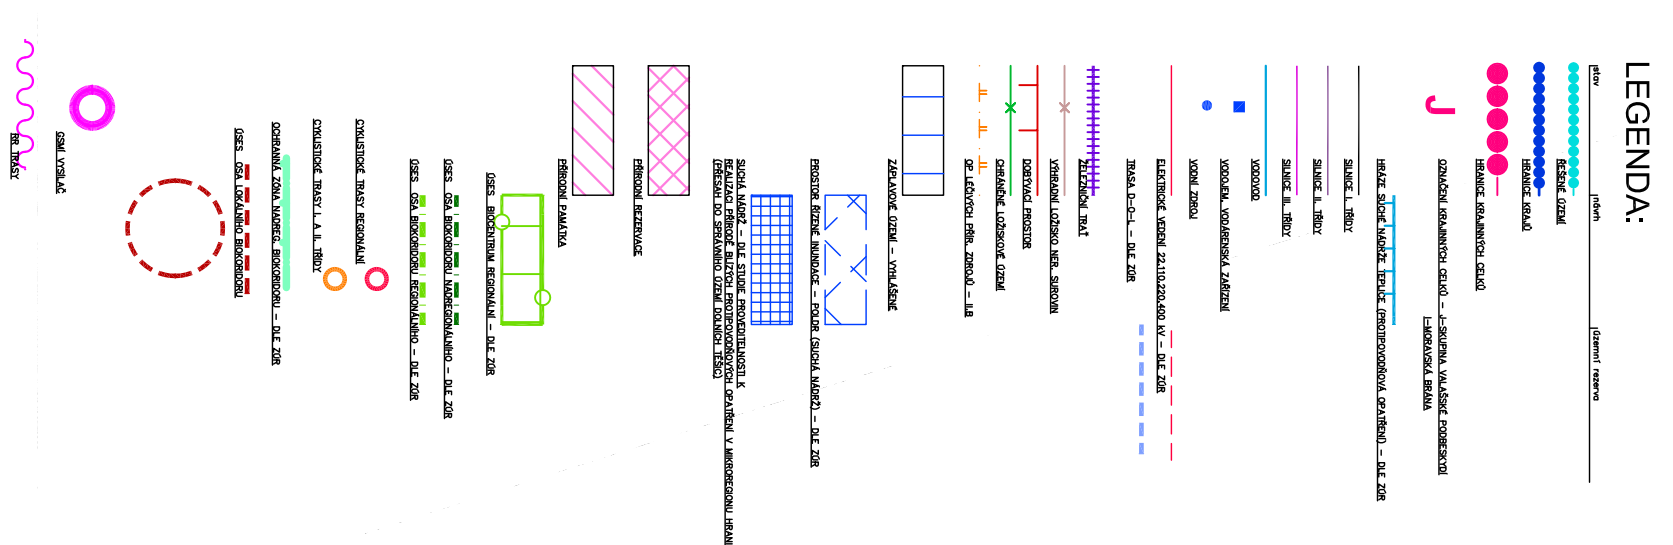 LEGENDA:
stav
návrh
územní rezerva
ŘEŠENÉ ÚZEMÍ
HRANICE KRAJŮ
HRANICE KRAJINNÝCH CELKŮ
J
OZNAČENÍ KRAJINNÝCH CELKŮ – J–SKUPINA VALAŠSKÉ PODBESKYDÍ
I–MORAVSKÁ BRÁNA
HRÁZE SUCHÉ NÁDRŽE TEPLICE (PROTIPOVODŇOVÁ OPATŘENÍ) – DLE ZÚR
SILNICE I. TŘÍDY
SILNICE II. TŘÍDY
SILNICE III. TŘÍDY
VODOVOD
VODOJEM, VODÁRENSKÁ ZAŘÍZENÍ
VODNÍ ZDROJ
ELEKTRICKÉ VEDENÍ 22,110,220,400 kV – DLE ZÚR
TRASA D–O–L – DLE ZÚR
ŽELEZNIČNÍ TRAŤ
VÝHRADNÍ LOŽISKO NER. SUROVIN
DOBÝVACÍ PROSTOR
CHRÁNĚNÉ LOŽISKOVÉ ÚZEMÍ
OP LÉČIVÝCH PŘÍR. ZDROJŮ – II.B
ZÁPLAVOVÉ ÚZEMÍ – VYHLÁŠENÉ
PROSTOR ŘÍZENÉ INUNDACE – POLDR (SUCHÁ NÁDRŽ) – DLE ZÚR
SUCHÁ NÁDRŽ – DLE STUDIE PROVEDITELNOSTI K
REALIZACI PŘÍRODĚ BLÍZKÝCH PROTIPOVODŇOVÝCH OPATŘENÍ V MIKROREGIONU HRANI
(PŘESAH DO SPRÁVNÍHO ÚZEMÍ DOLNÍCH TĚŠIC)
PŘÍRODNÍ REZERVACE
PŘÍRODNÍ PAMÁTKA
ÚSES BIOCENTRUM REGIONÁLNÍ – DLE ZÚR
ÚSES OSA BIOKORIDORU NADREGIONÁLNÍHO – DLE ZÚR
ÚSES OSA BIOKORIDORU REGIONÁLNÍHO – DLE ZÚR
CYKLISTICKÉ TRASY REGIONÁLNÍ
CYKLISTICKÉ TRASY I. A II. TŘÍDY
OCHRANNÁ ZÓNA NADREG. BIOKORIDORU – DLE ZÚR
ÚSES OSA LOKÁLNÍHO BIOKORIDORU
GSM VYSILAČ
RR TRASY